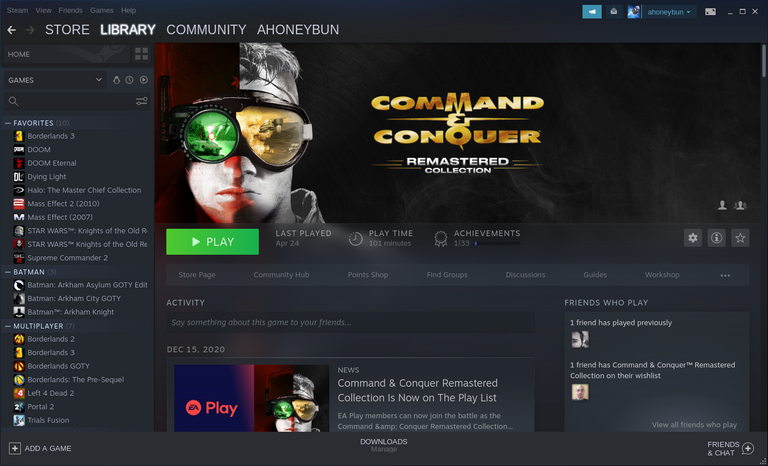 Steam View Friends Games Help
ahoneybun
STORE LIBRARY COMMUNITY AHONEYBUN
HOME
GAMES
FAVORITES (10)
Borderlands 3
DOOM
DOOM Eternal
Dying Light
Halo: The Master Chief Collection
Mass Effect 2 (2010)
Mass Effect (2007)
STAR WARS™: Knights of the Old R
STAR WARS™ Knights of the Old Re
Supreme Commander 2
BATMAN (3)
Batman: Arkham Asylum GOTY Edit
Batman: Arkham City GOTY
Batman™: Arkham Knight
MULTIPLAYER (7)
Borderlands 2
Borderlands 3
Borderlands GOTY
Borderlands: The Pre-Sequel
Left 4 Dead 2
Portal 2
Trials Fusion
COMMAND
&
CONQUER
REMASTERED
COLLECTION
PLAY
LAST PLAYED
Apr 24
PLAY TIME
101 minutes
ACHIEVEMENTS
1/33
Store Page Community Hub Points Shop Find Groups Discussions Guides Workshop
ACTIVITY
Say something about this game to your friends...
DEC 15, 2020
EA Play
NEWS
Command & Conquer Remastered
Collection Is Now on The Play List
EA Play members can now join the battle as the
Command &amp; Conquer Remastered Collection...
FRIENDS WHO PLAY
1 friend has played previously
1 friend has Command & Conquer™ Remastered
Collection on their wishlist
View all friends who play
ADD A GAME
DOWNLOADS
Manage
FRIENDS
& CHAT